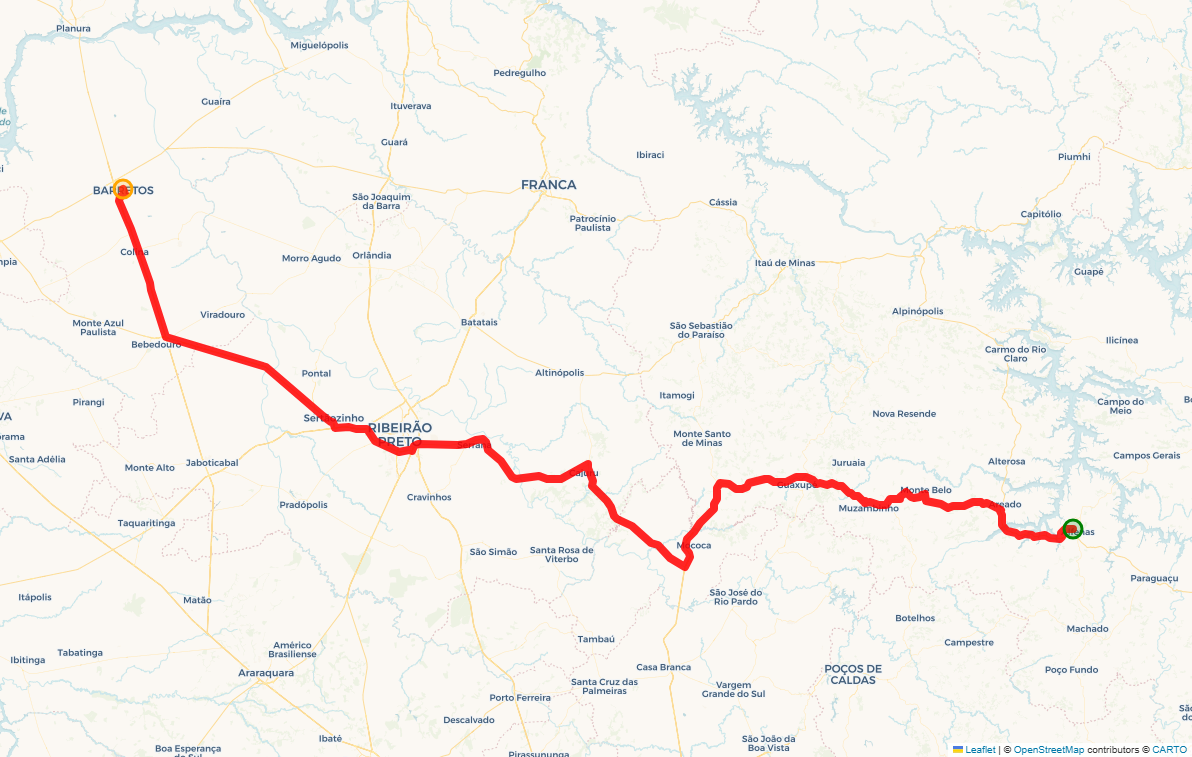 Planura
Miguelópolis
Pedregulho
Guaíra
Ituverava
Guará
Ibiraci
Piumhi
BARRETOS
FRANCA
São Joaquim
da Barra
Cássia
Capitólio
Patrocínio
Paulista
Colina
Morro Agudo
Orlândia
Itaú de Minas
Guapé
Viradouro
Monte Azul
Paulista
Batatais
São Sebastião
do Paraíso
Alpinópolis
Bebedouro
Ilicínea
Carmo do Rio
Claro
Pontal
Altinópolis
Itamogi
Pirangi
Campo do
Meio
Nova Resende
Sertãozinho
RIBEIRÃO
PRETO
Monte Santo
de Minas
Santa Adélia
Monte Alto
Jaboticabal
Juruaia
Alterosa
Campos Gerais
Guaxupé
Monte Belo
Cravinhos
Pradópolis
Muzambinho
Taquaritinga
São Simão
Santa Rosa de
Viterbo
Paraguaçu
Itápolis
Matão
São José do
Rio Pardo
Botelhos
Machado
Américo
Brasiliense
Tambaú
Campestre
Tabatinga
Ibitinga
Araraquara
Casa Branca
POÇOS DE
CALDAS
Poço Fundo
Santa Cruz das
Palmeiras
Vargem
Grande do Sul
Porto Ferreira
Descalvado
Ibaté
São João da
Boa Vista
Boa Esperança
do Sul
Pirassununga
Leaflet | © OpenStreetMap contributors © CARTO